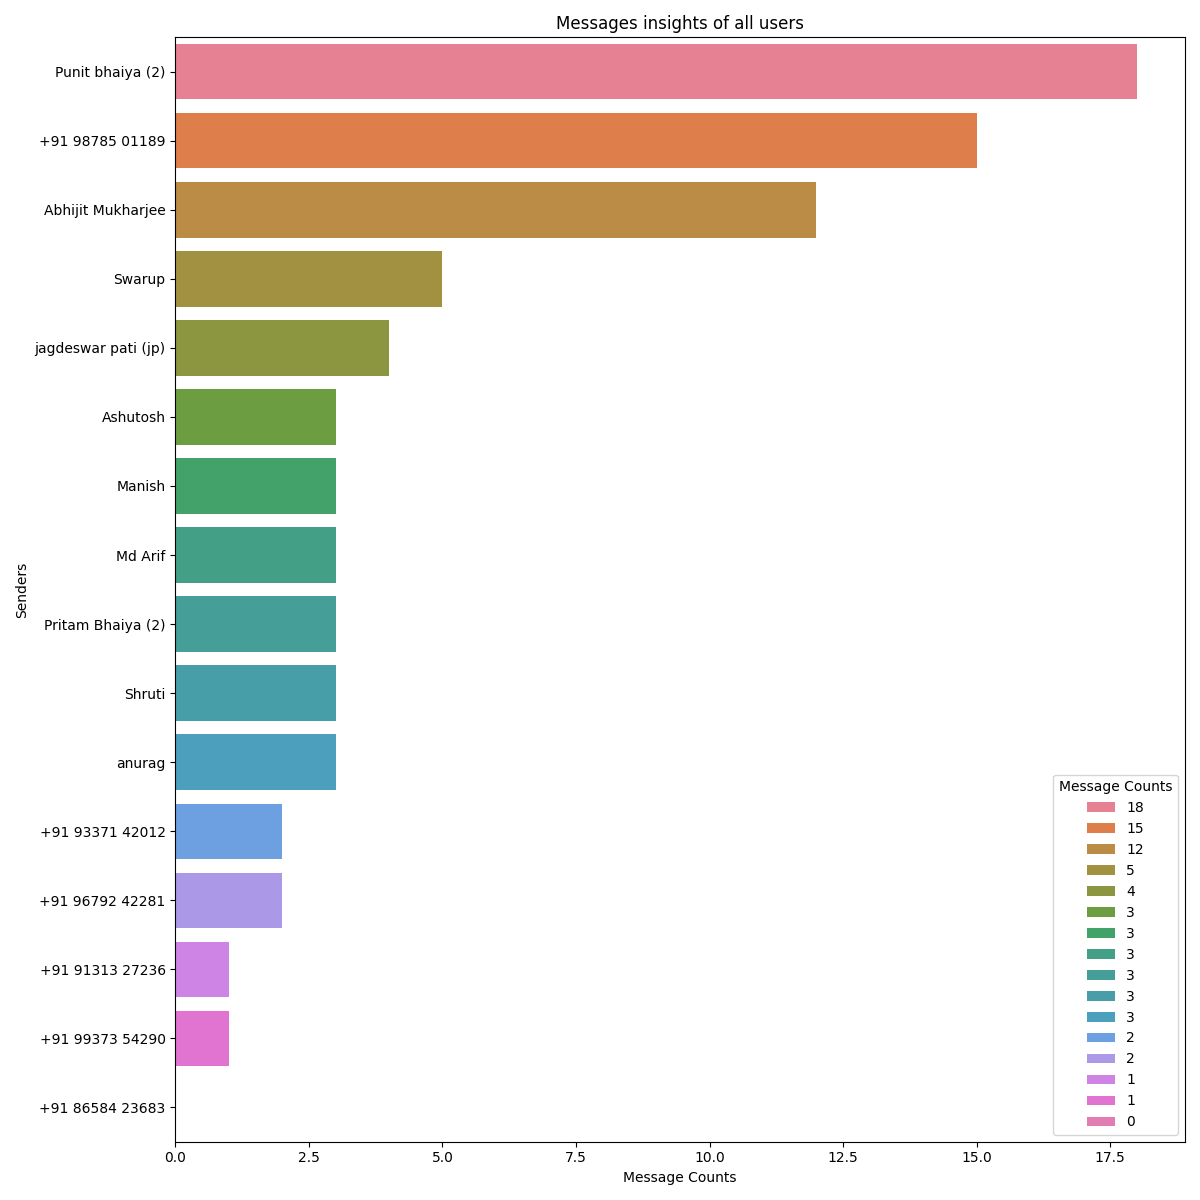 Messages insights of all users
Punit bhaiya (2)
+91 98785 01189
Abhijit Mukharjee
Swarup
jagdeswar pati (jp)
Ashutosh
Manish
Md Arif
Pritam Bhaiya (2)
Shruti
anurag
+91 93371 42012
+91 96792 42281
+91 91313 27236
+91 99373 54290
+91 86584 23683
Senders
0.0 2.5 5.0 7.5 10.0 12.5 15.0 17.5
Message Counts
Message Counts
18
15
12
5
4
3
3
3
3
3
3
2
2
1
1
0